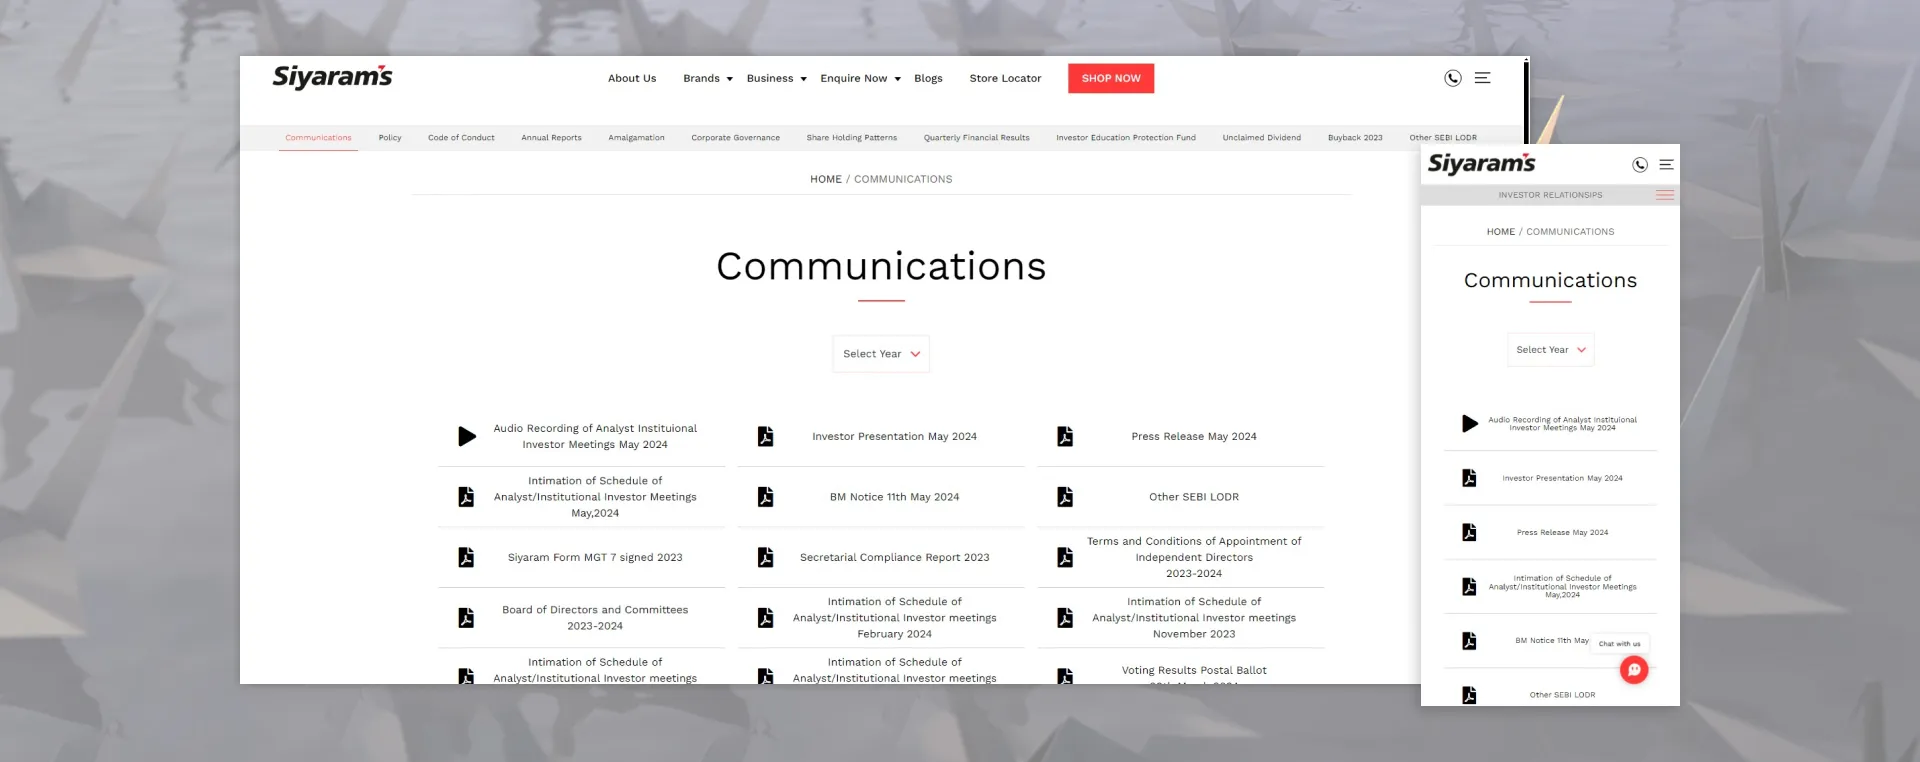 Siyaram's
About Us Brands Business Enquire Now Blogs Store Locator SHOP NOW
Communications Policy Code of Conduct Annual Reports Amalgamation Corporate Governance Share Holding Patterns Quarterly Financial Results Investor Education Protection Fund Unclaimed Dividend Buyback 2023 Other SEBI LODR
HOME / COMMUNICATIONS
Communications
Select Year
Audio Recording of Analyst Instituional
Investor Meetings May 2024
Investor Presentation May 2024
Press Release May 2024
Intimation of Schedule of
Analyst/Institutional Investor Meetings
May,2024
BM Notice 11th May 2024
Other SEBI LODR
Siyaram Form MGT 7 signed 2023
Secretarial Compliance Report 2023
Terms and Conditions of Appointment of
Independent Directors
2023-2024
Board of Directors and Committees
2023-2024
Intimation of Schedule of
Analyst/Institutional Investor meetings
February 2024
Intimation of Schedule of
Analyst/Institutional Investor meetings
November 2023
Intimation of Schedule of
Analyst/Institutional Investor meetings
Intimation of Schedule of
Analyst/Institutional Investor meetings
Voting Results Postal Ballot
Siyaram's
INVESTOR RELATIONSIPS
HOME / COMMUNICATIONS
Communications
Select Year
Audio Recording of Analyst Instituional
Investor Meetings May 2024
Investor Presentation May 2024
Press Release May 2024
Intimation of Schedule of
Analyst/Institutional Investor Meetings
May,2024
BM Notice 11th May
Chat with us
Other SEBI LODR